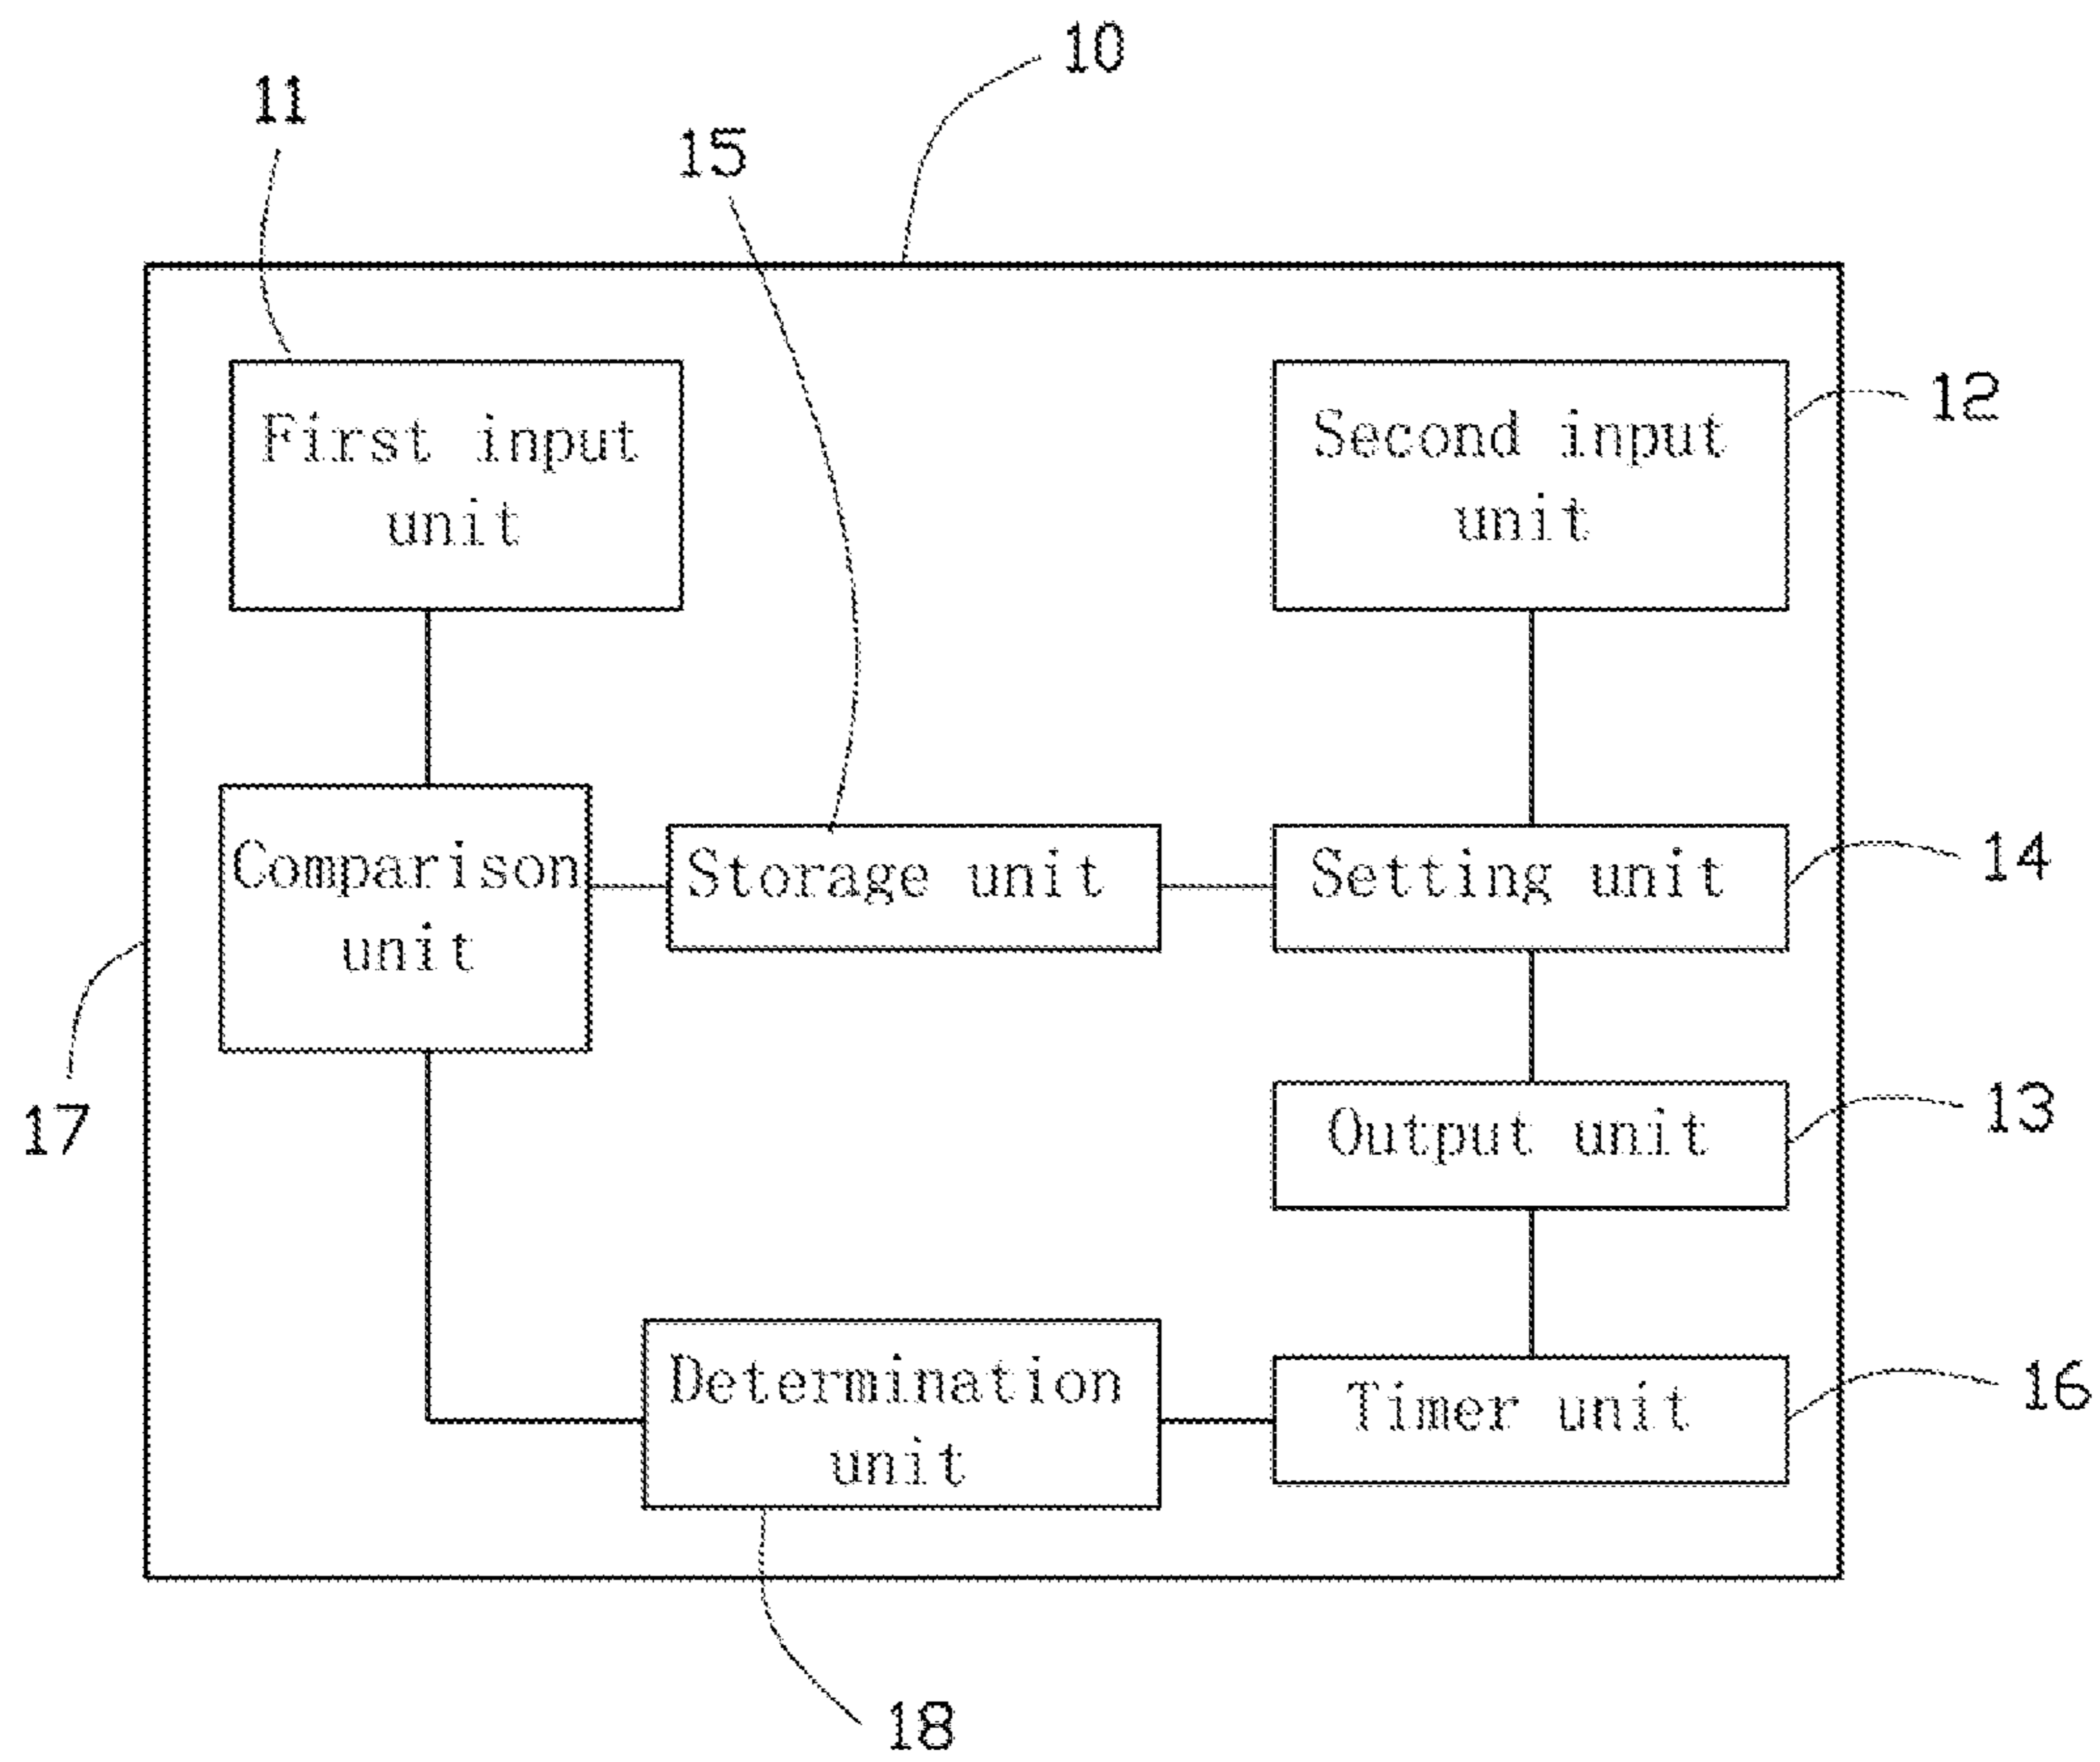 10
11
15
First input
unit
Second input
unit
12
Comparison
unit
Storage unit
Setting unit
14
Output unit
13
17
Determination
unit
Timer unit
16
18